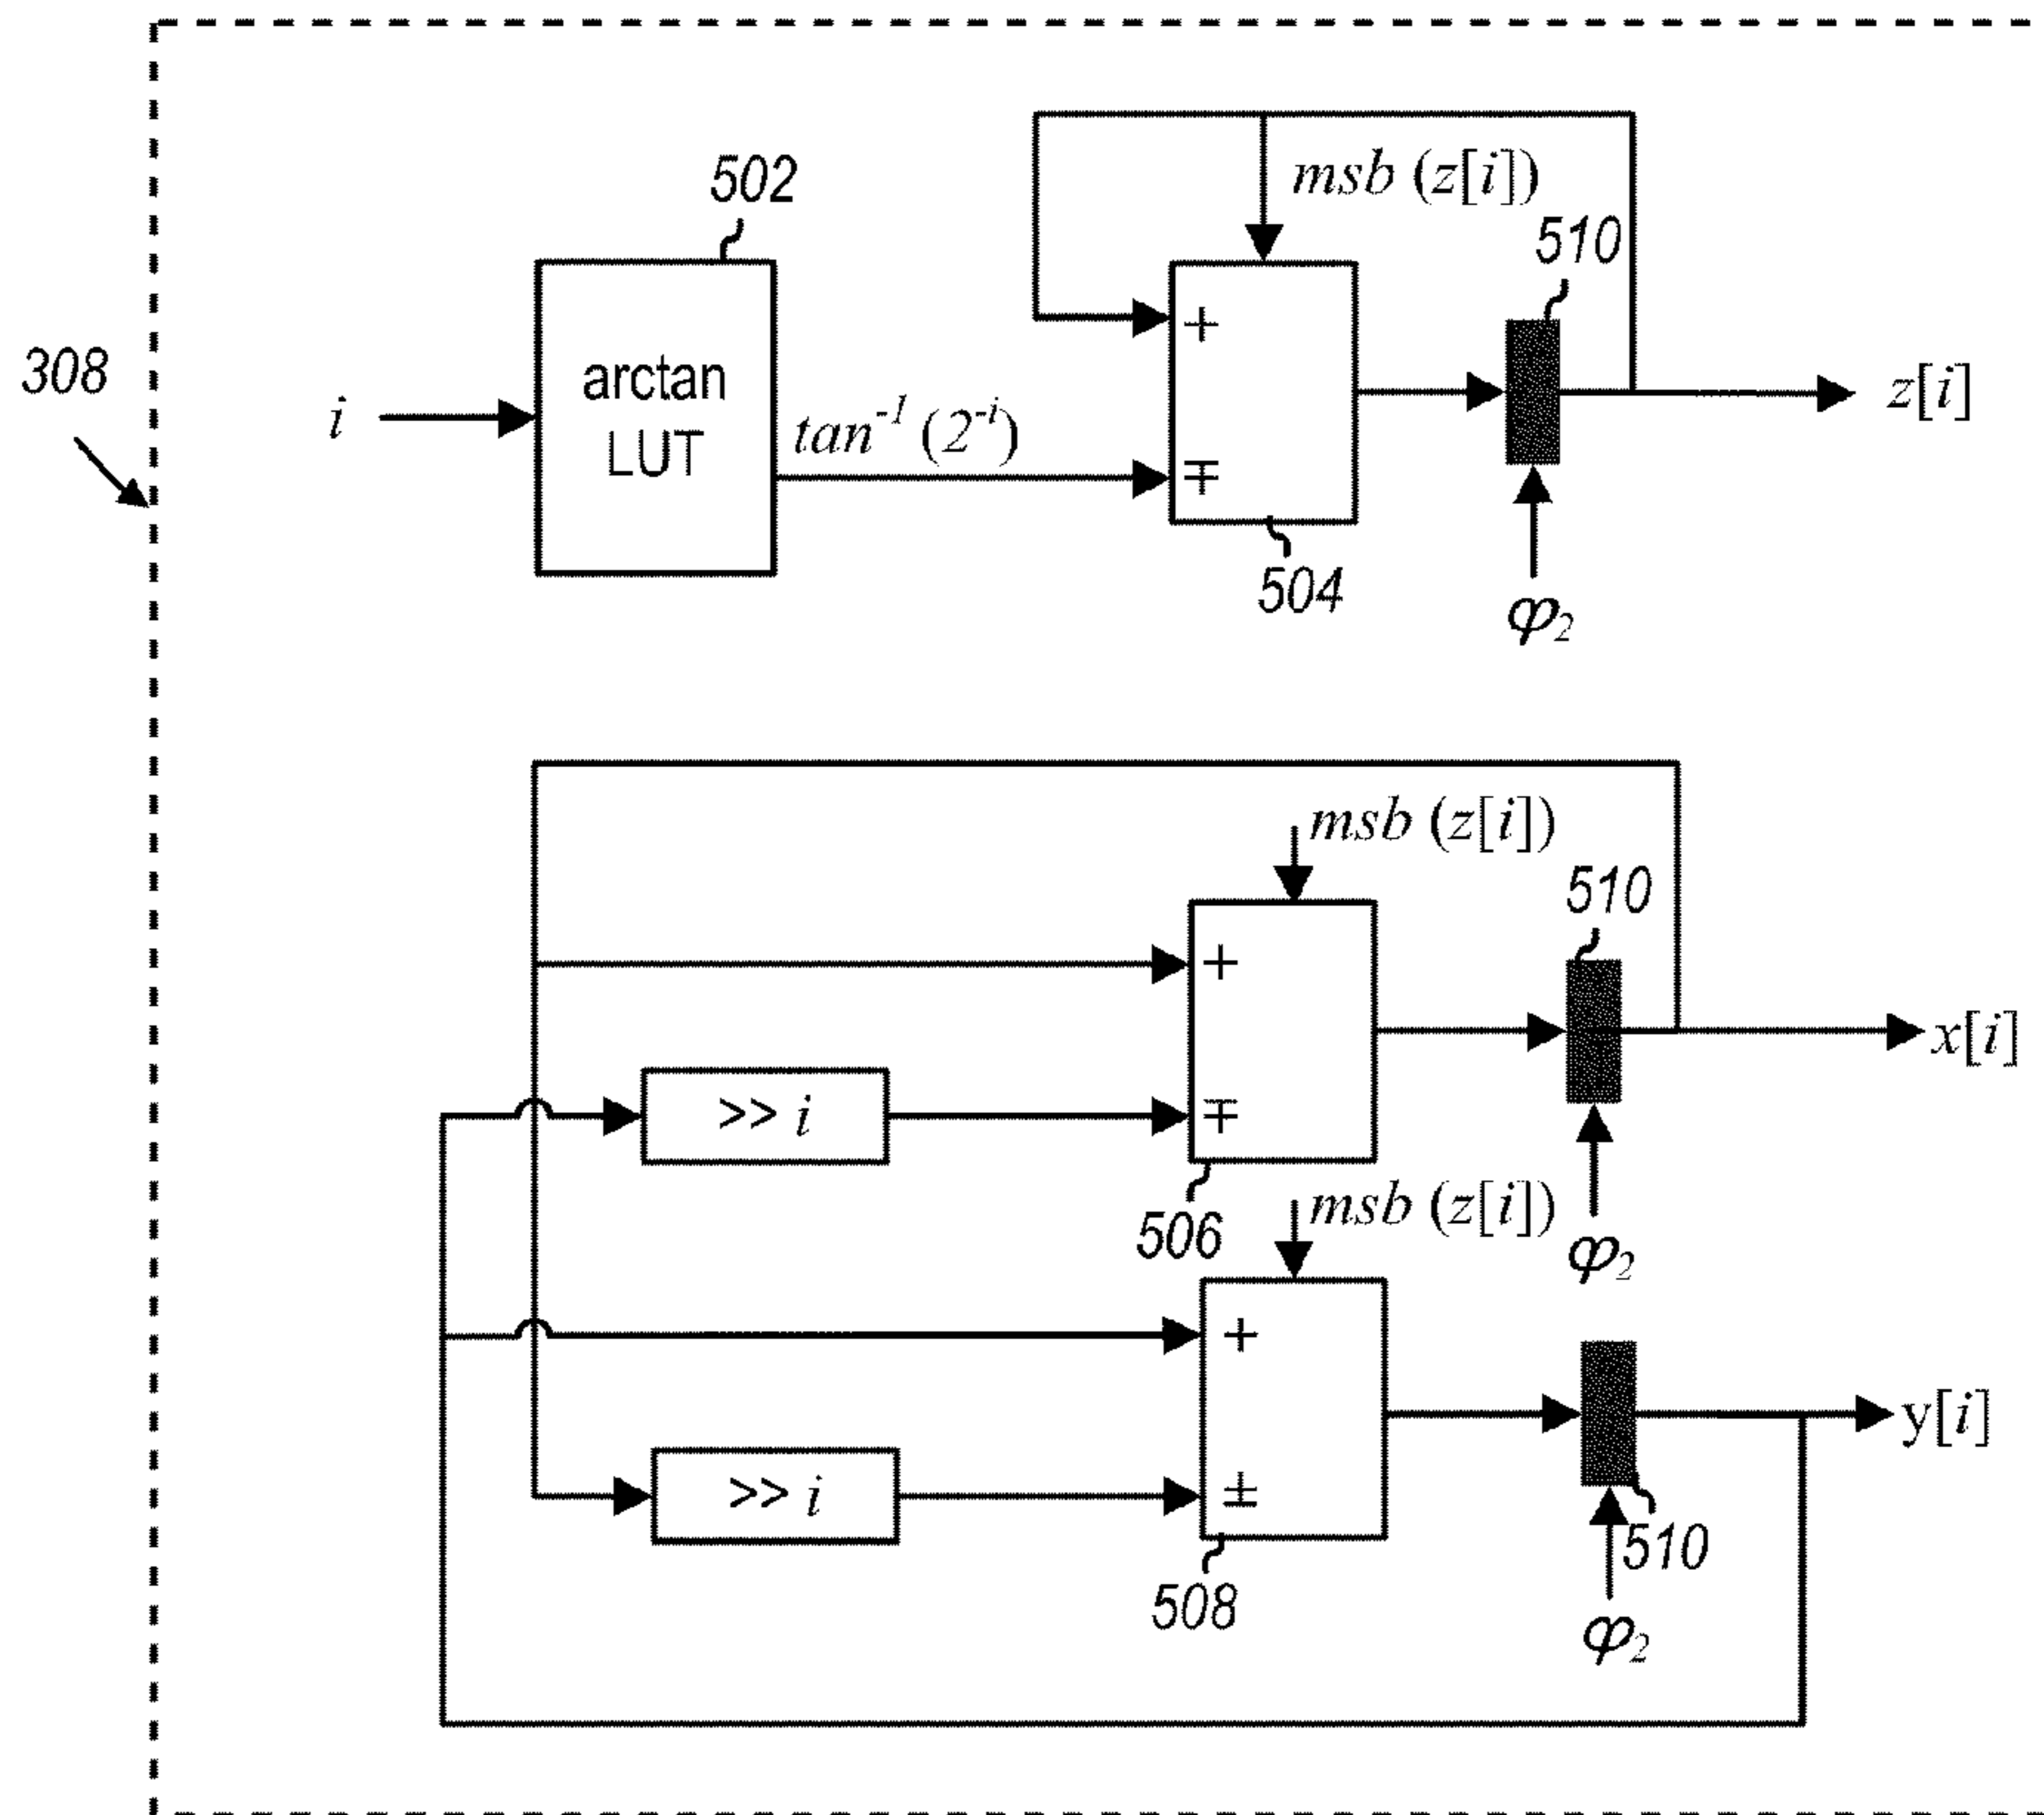 308
502
i
arctan
LUT
tan⁻¹ (2⁻ⁱ)
msb (z[i])
+
∓
504
510
φ₂
z[i]
msb (z[i])
510
+
∓
>> i
506
φ₂
x[i]
msb (z[i])
+
±
>> i
508
510
φ₂
y[i]